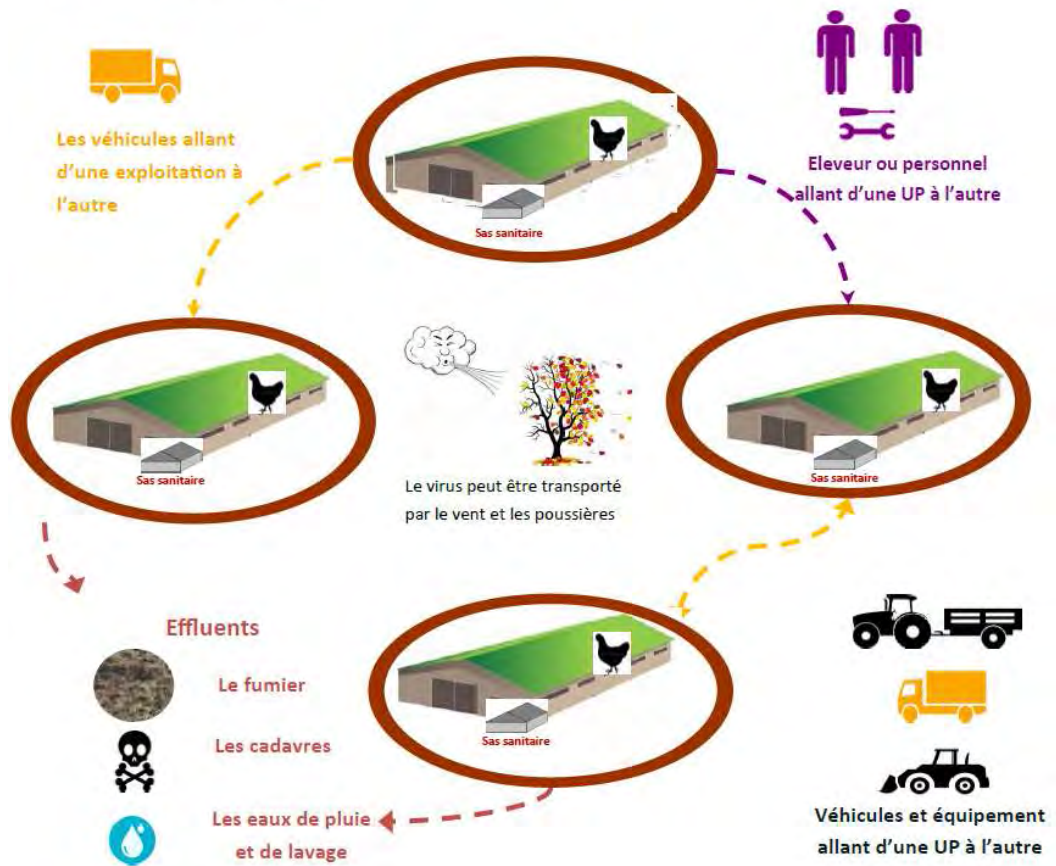 Les véhicules allant
d’une exploitation à
l’autre
Eleveur ou personnel
allant d’une UP à l’autre
Sas sanitaire
Sas sanitaire
Le virus peut être transporté
par le vent et les poussières
Sas sanitaire
Effluents
Le fumier
Les cadavres
Les eaux de pluie
et de lavage
Sas sanitaire
Véhicules et équipement
allant d’une UP à l’autre